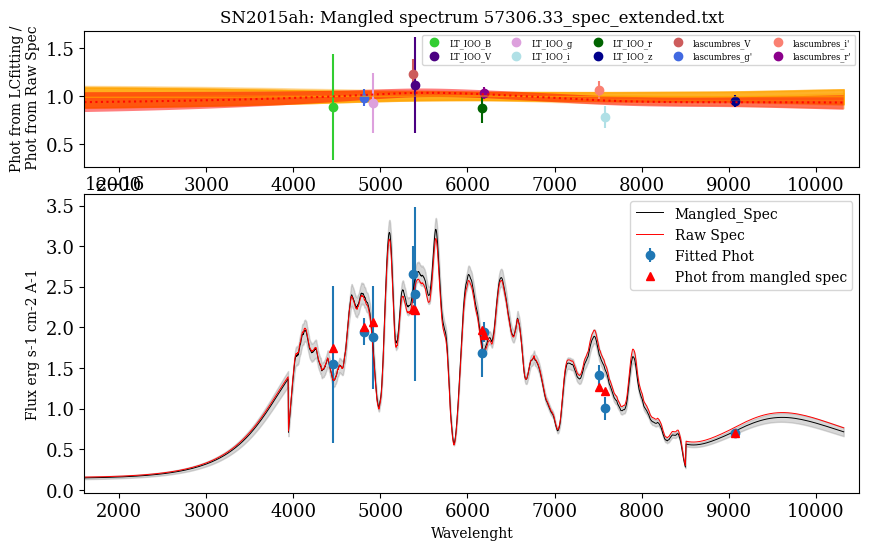 SN2015ah: Mangled spectrum 57306.33_spec_extended.txt
Phot from LCfitting /
Phot from Raw Spec
1.5
1.0
0.5
LT_IOO_B
LT_IOO_V
LT_IOO_g
LT_IOO_i
LT_IOO_r
LT_IOO_z
lascumbres_V
lascumbres_g'
lascumbres_i'
lascumbres_r'
2000 3000 4000 5000 6000 7000 8000 9000 10000
1e−16
Flux erg s-1 cm-2 A-1
3.5
3.0
2.5
2.0
1.5
1.0
0.5
0.0
Mangled_Spec
Raw Spec
Fitted Phot
Phot from mangled spec
2000 3000 4000 5000 6000 7000 8000 9000 10000
Wavelenght